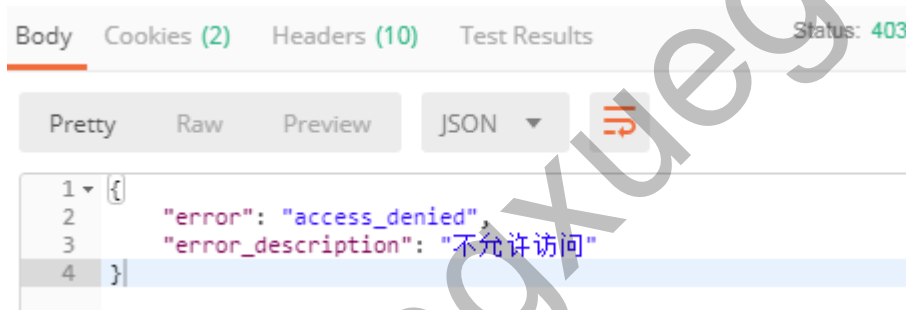 Body Cookies (2) Headers (10) Test Results Status: 403
Pretty Raw Preview JSON
1 {
2 "error": "access_denied",
3 "error_description": "不允许访问"
4 }
gxueg